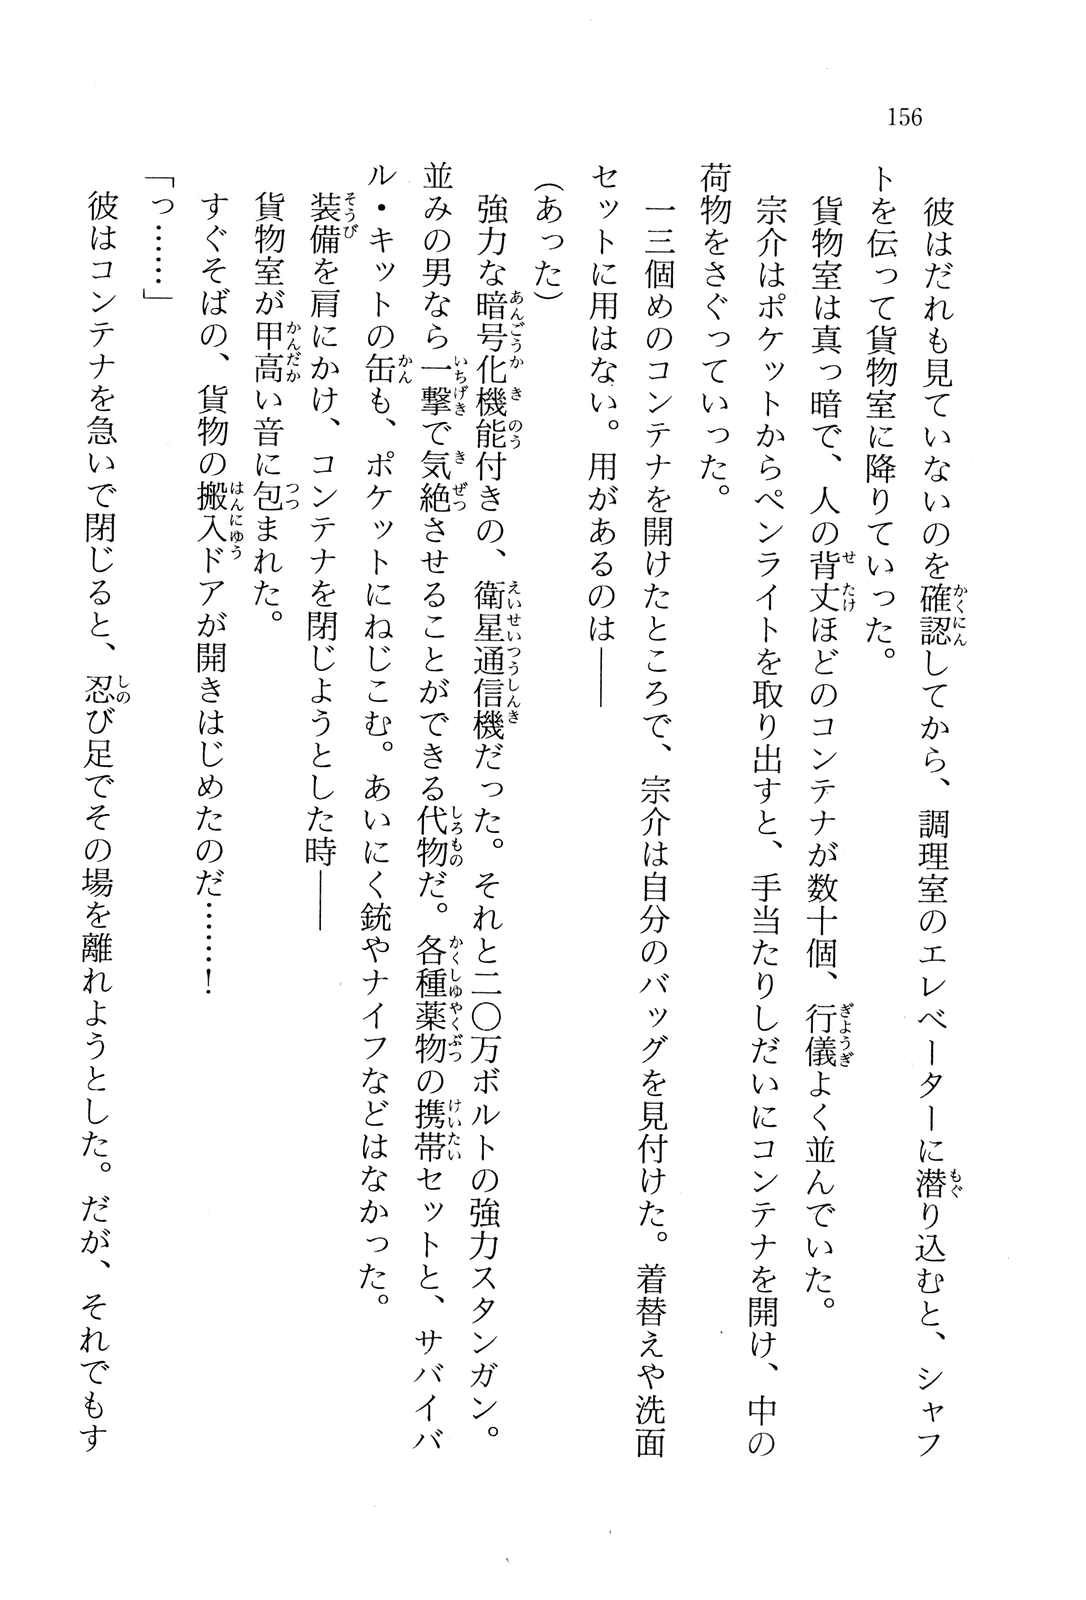 156
　彼はだれも見ていないのを確認してから、調理室のエレベーターに潜り込むと、シャフ
トを伝って貨物室に降りていった。
　貨物室は真っ暗で、人の背丈ほどのコンテナが数十個、行儀よく並んでいた。
　宗介はポケットからペンライトを取り出すと、手当たりしだいにコンテナを開け、中の
荷物をさぐっていった。
　一三個めのコンテナを開けたところで、宗介は自分のバッグを見付けた。着替えや洗面
セットに用はない。用があるのは――
（あった）
　強力な暗号化機能付きの、衛星通信機だった。それと二〇万ボルトの強力スタンガン。
並みの男なら一撃で気絶させることができる代物だ。各種薬物の携帯セットと、サバイバ
ル・キットの缶も、ポケットにねじこむ。あいにく銃やナイフなどはなかった。
　装備を肩にかけ、コンテナを閉じようとした時――
　貨物室が甲高い音に包まれた。
　すぐそばの、貨物の搬入ドアが開きはじめたのだ……！
「っ……」
　彼はコンテナを急いで閉じると、忍び足でその場を離れようとした。だが、それでもす